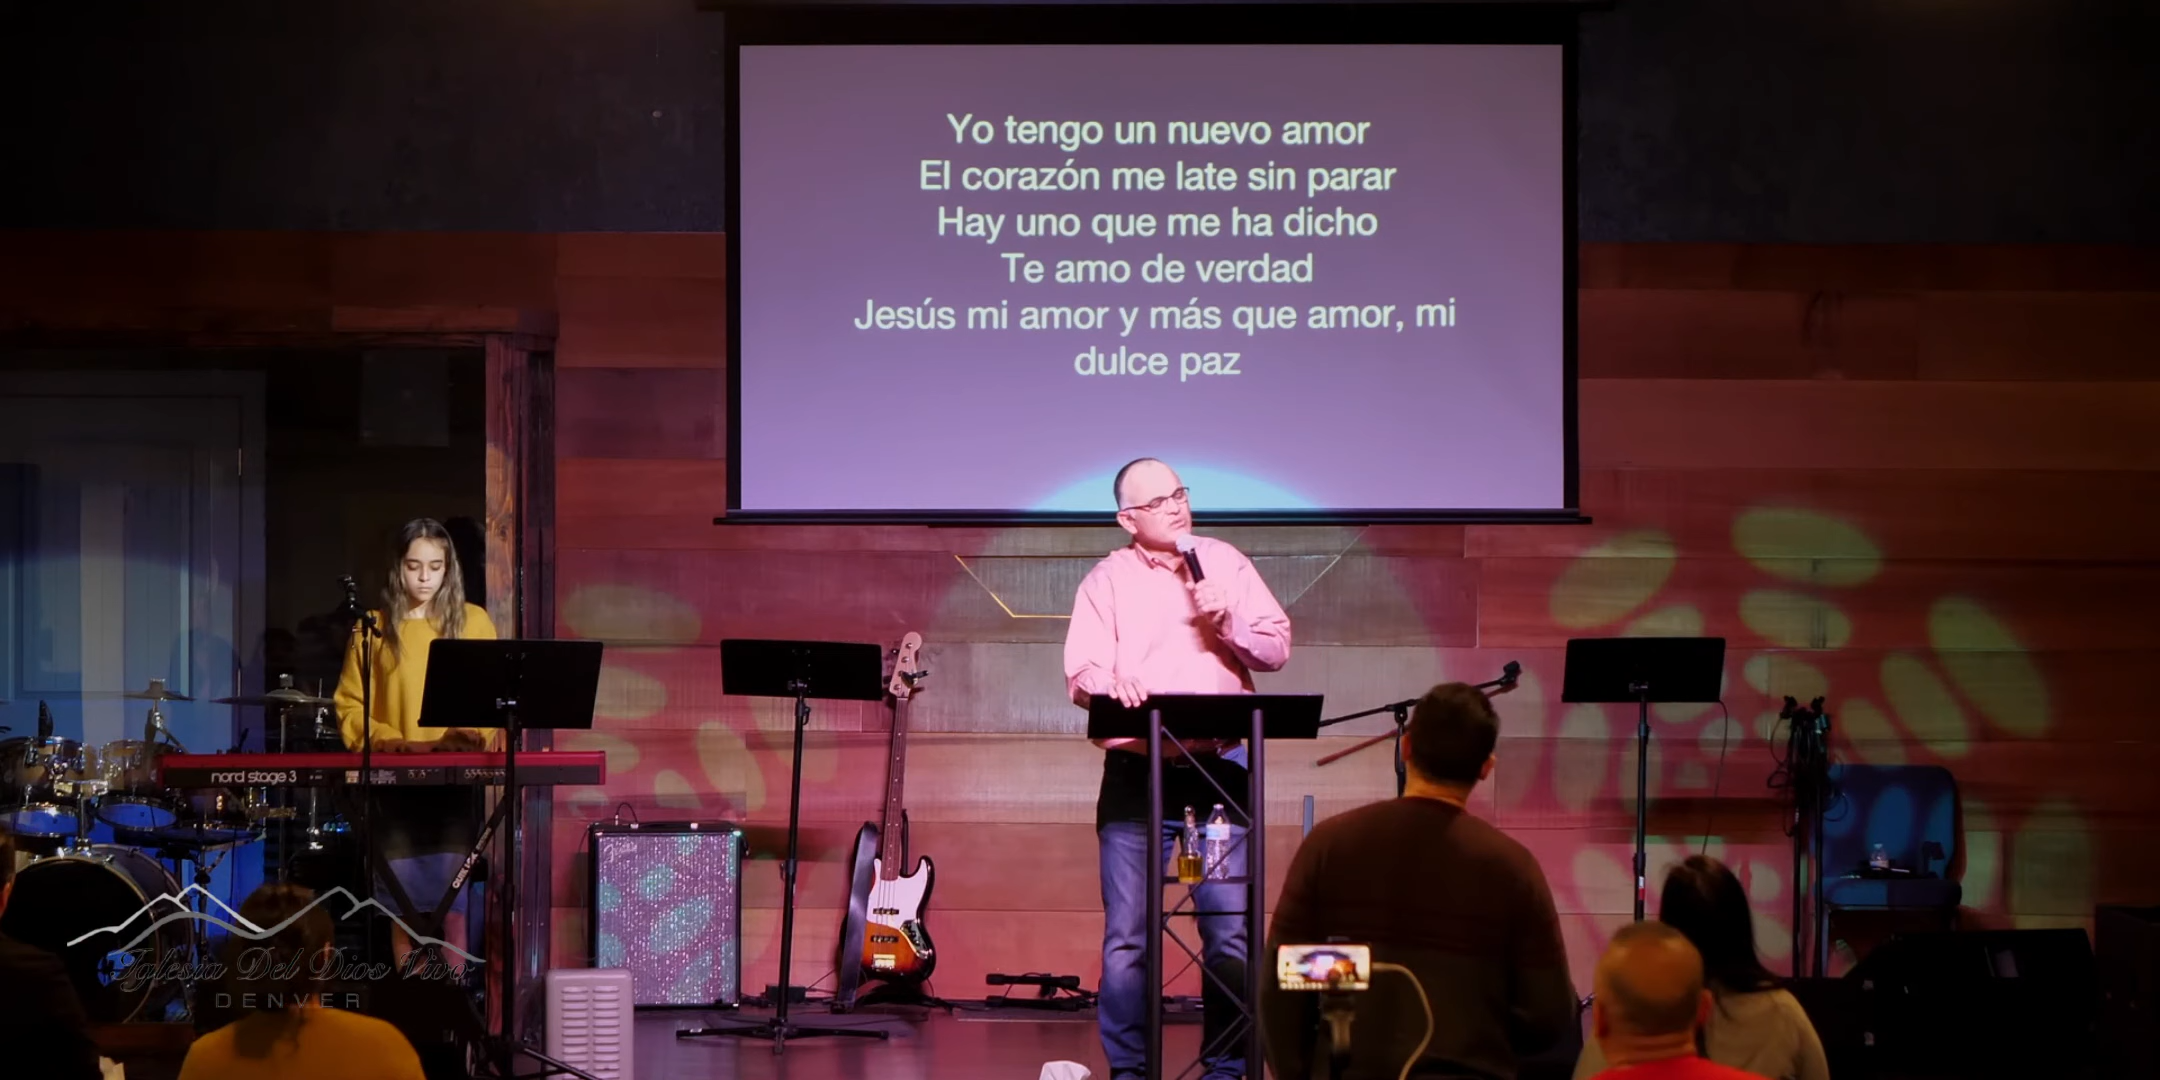 Yo tengo un nuevo amor
El corazón me late sin parar
Hay uno que me ha dicho
Te amo de verdad
Jesús mi amor y más que amor, mi
dulce paz
nord stage 3
Iglesia Del Dios Vivo
DENVER